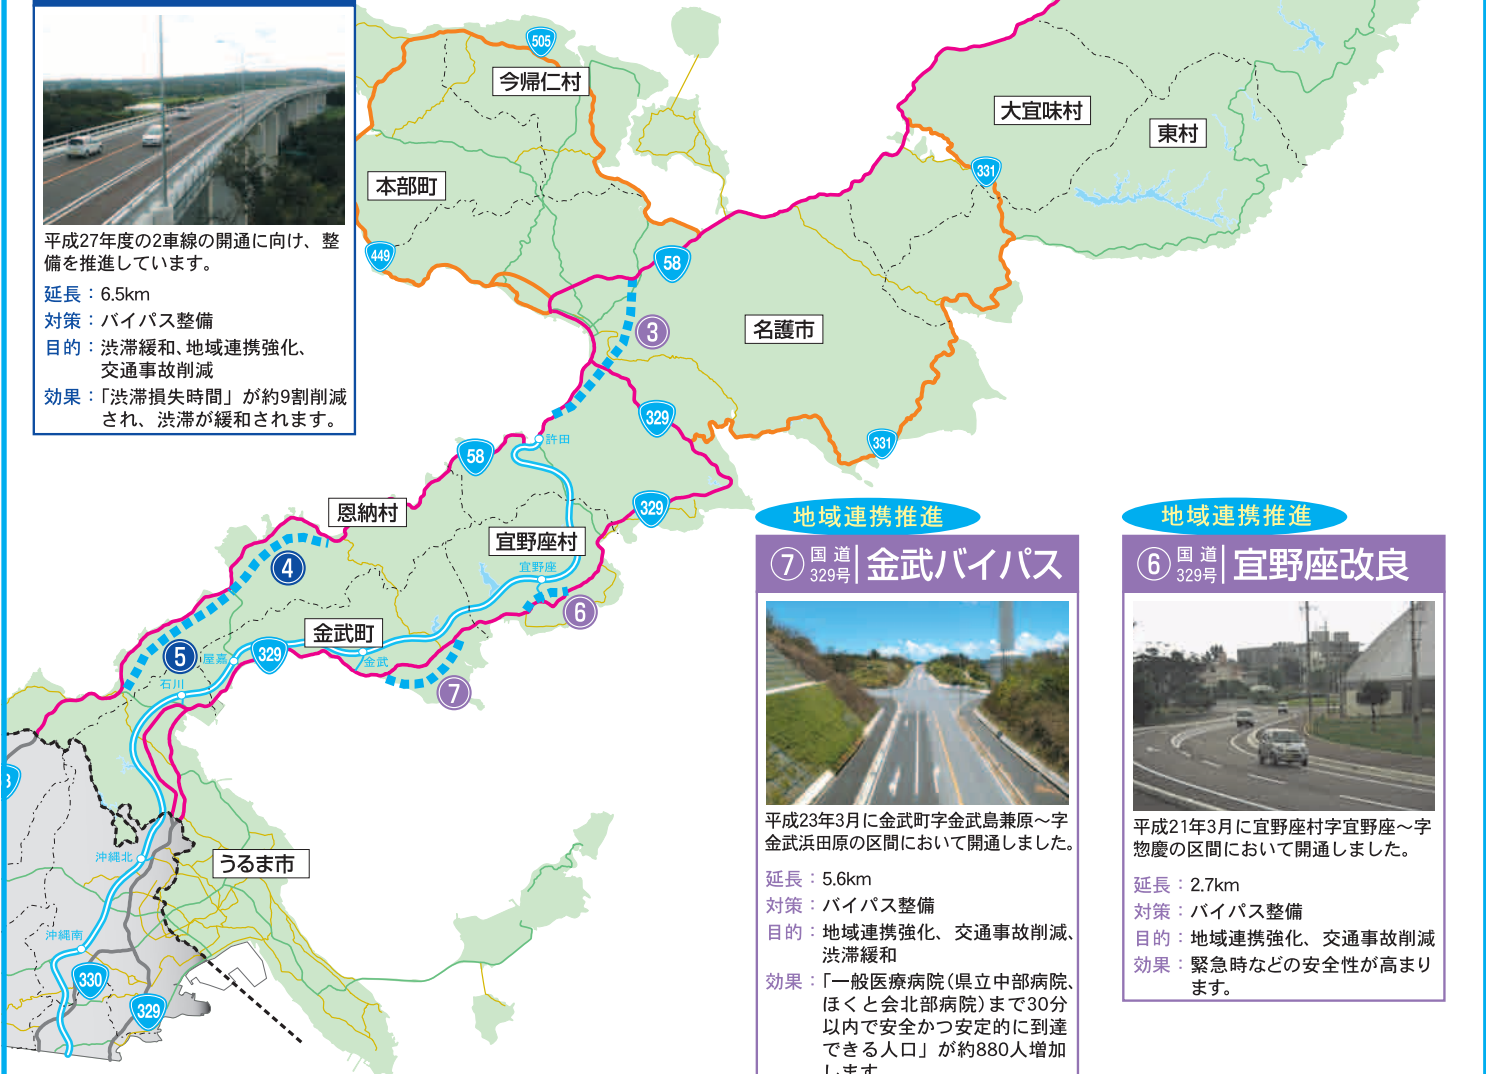 平成27年度の2車線の開通に向け、整
備を推進しています。
延長：6.5km
対策：バイパス整備
目的：渋滞緩和、地域連携強化、
交通事故削減
効果：「渋滞損失時間」が約9割削減
され、渋滞が緩和されます。
505
今帰仁村
本部町
449
58
3
名護市
大宜味村
東村
331
329
331
許田
58
恩納村
329
宜野座村
宜野座
4
6
金武町
5
屋嘉
329
金武
石川
7
沖縄北
うるま市
沖縄南
330
329
地域連携推進
⑦ 国道
329号 金武バイパス
平成23年3月に金武町字金武島兼原～字
金武浜田原の区間において開通しました。
延長：5.6km
対策：バイパス整備
目的：地域連携強化、交通事故削減、
渋滞緩和
効果：「一般医療病院（県立中部病院、
ほくと会北部病院）まで30分
以内で安全かつ安定的に到達
できる人口」が約880人増加
します
地域連携推進
⑥ 国道
329号 宜野座改良
平成21年3月に宜野座村字宜野座～字
惣慶の区間において開通しました。
延長：2.7km
対策：バイパス整備
目的：地域連携強化、交通事故削減
効果：緊急時などの安全性が高まり
ます。